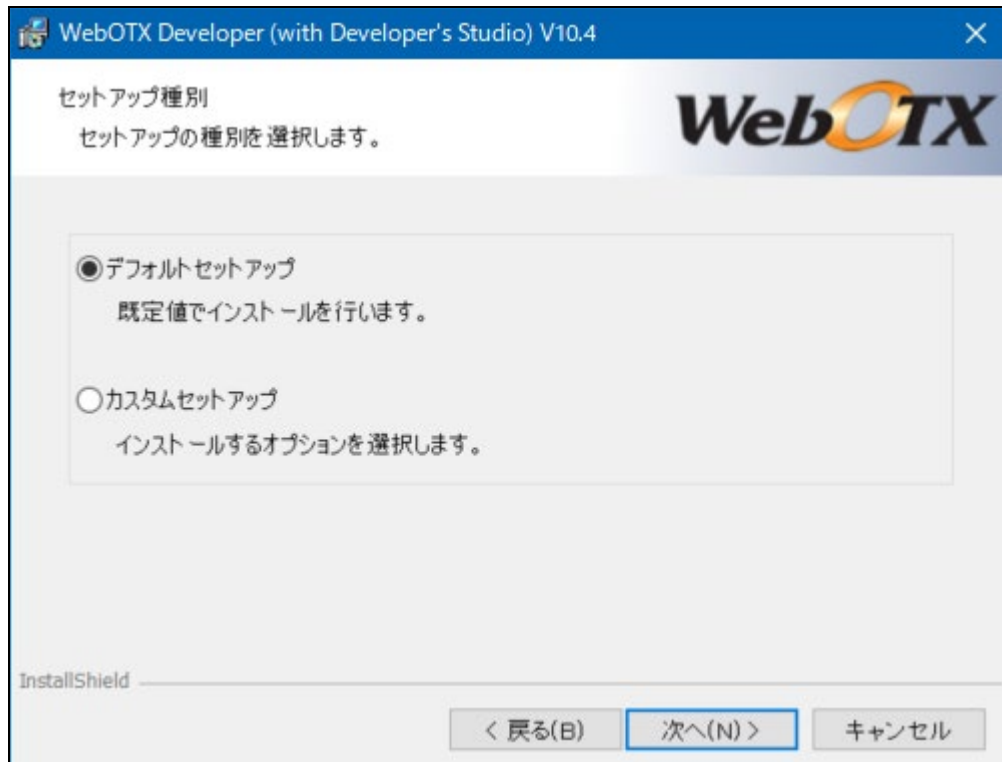 WebOTX Developer (with Developer's Studio) V10.4
セットアップ種別
セットアップの種別を選択します。
WebOTX
デフォルトセットアップ
既定値でインストールを行います。
カスタムセットアップ
インストールするオプションを選択します。
InstallShield
< 戻る(B)
次へ(N) >
キャンセル